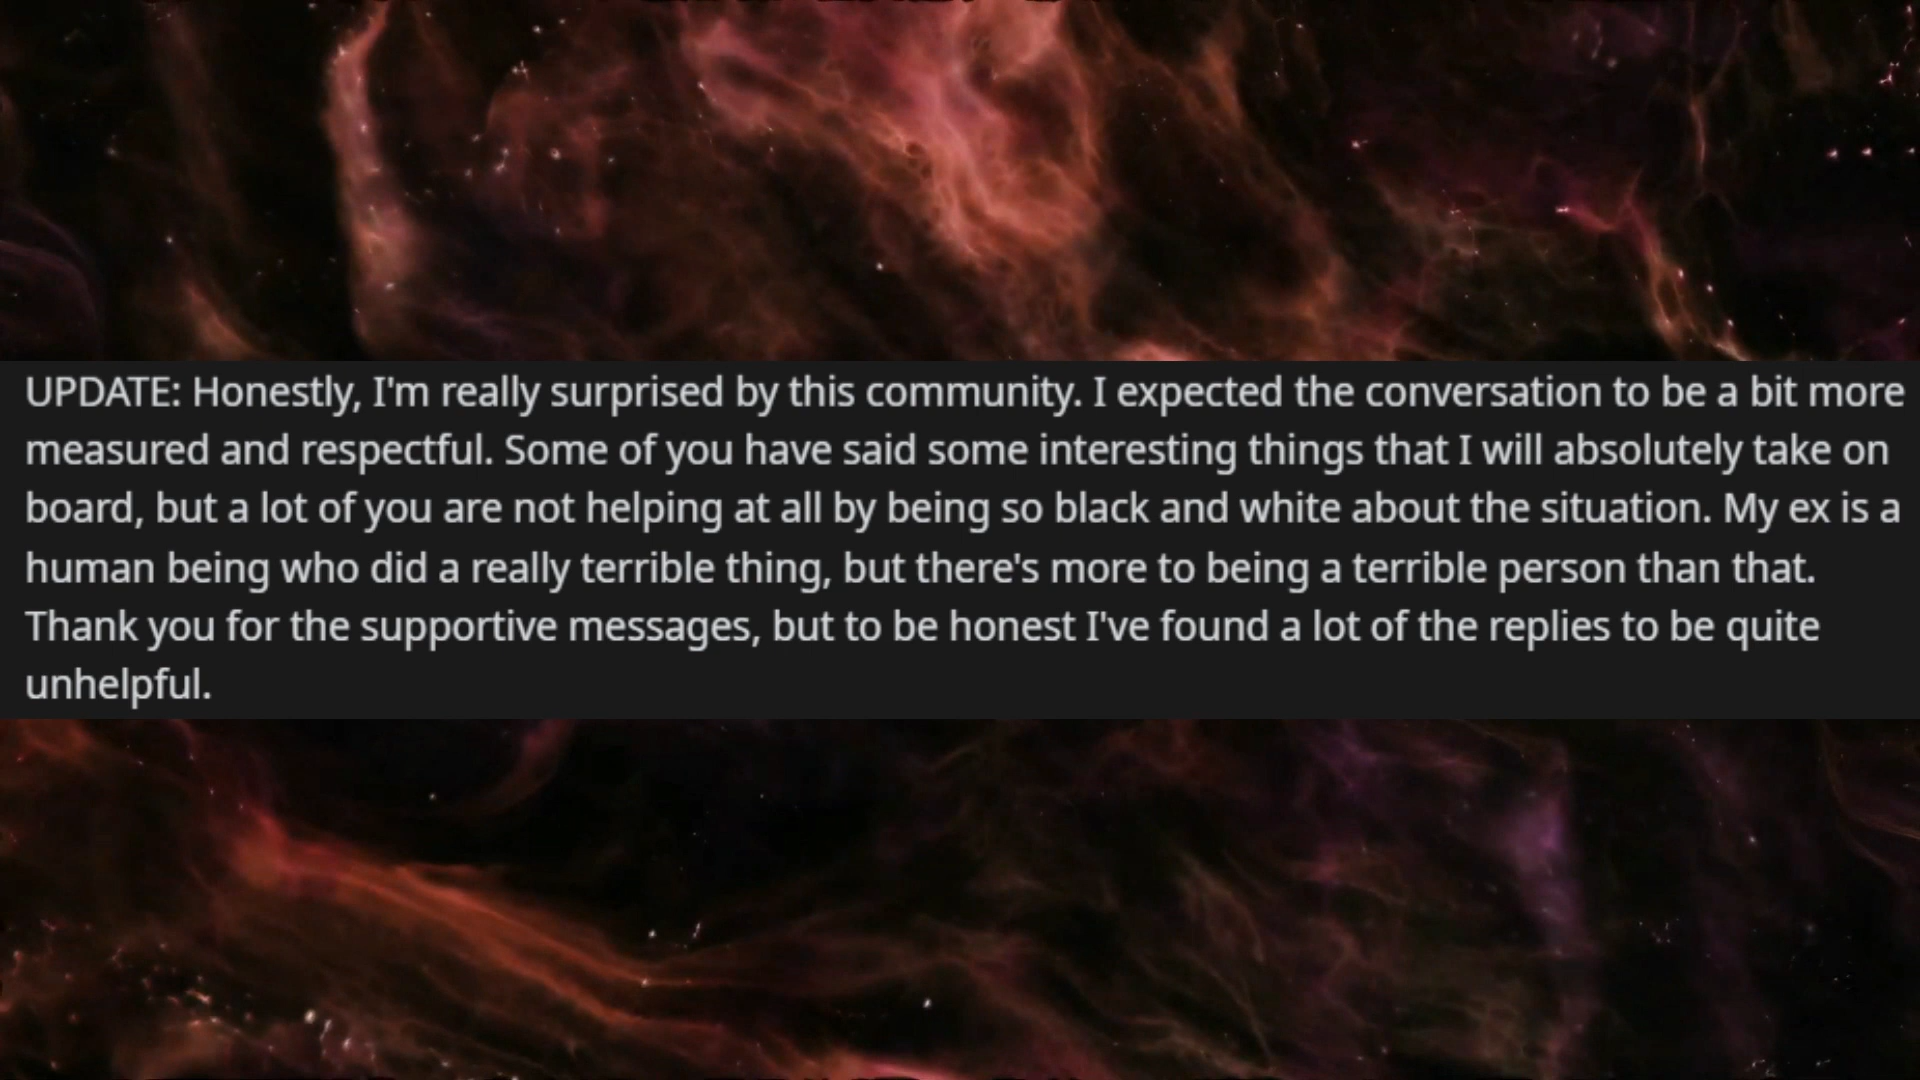 UPDATE: Honestly, I'm really surprised by this community. I expected the conversation to be a bit more
measured and respectful. Some of you have said some interesting things that I will absolutely take on
board, but a lot of you are not helping at all by being so black and white about the situation. My ex is a
human being who did a really terrible thing, but there's more to being a terrible person than that.
Thank you for the supportive messages, but to be honest I've found a lot of the replies to be quite
unhelpful.